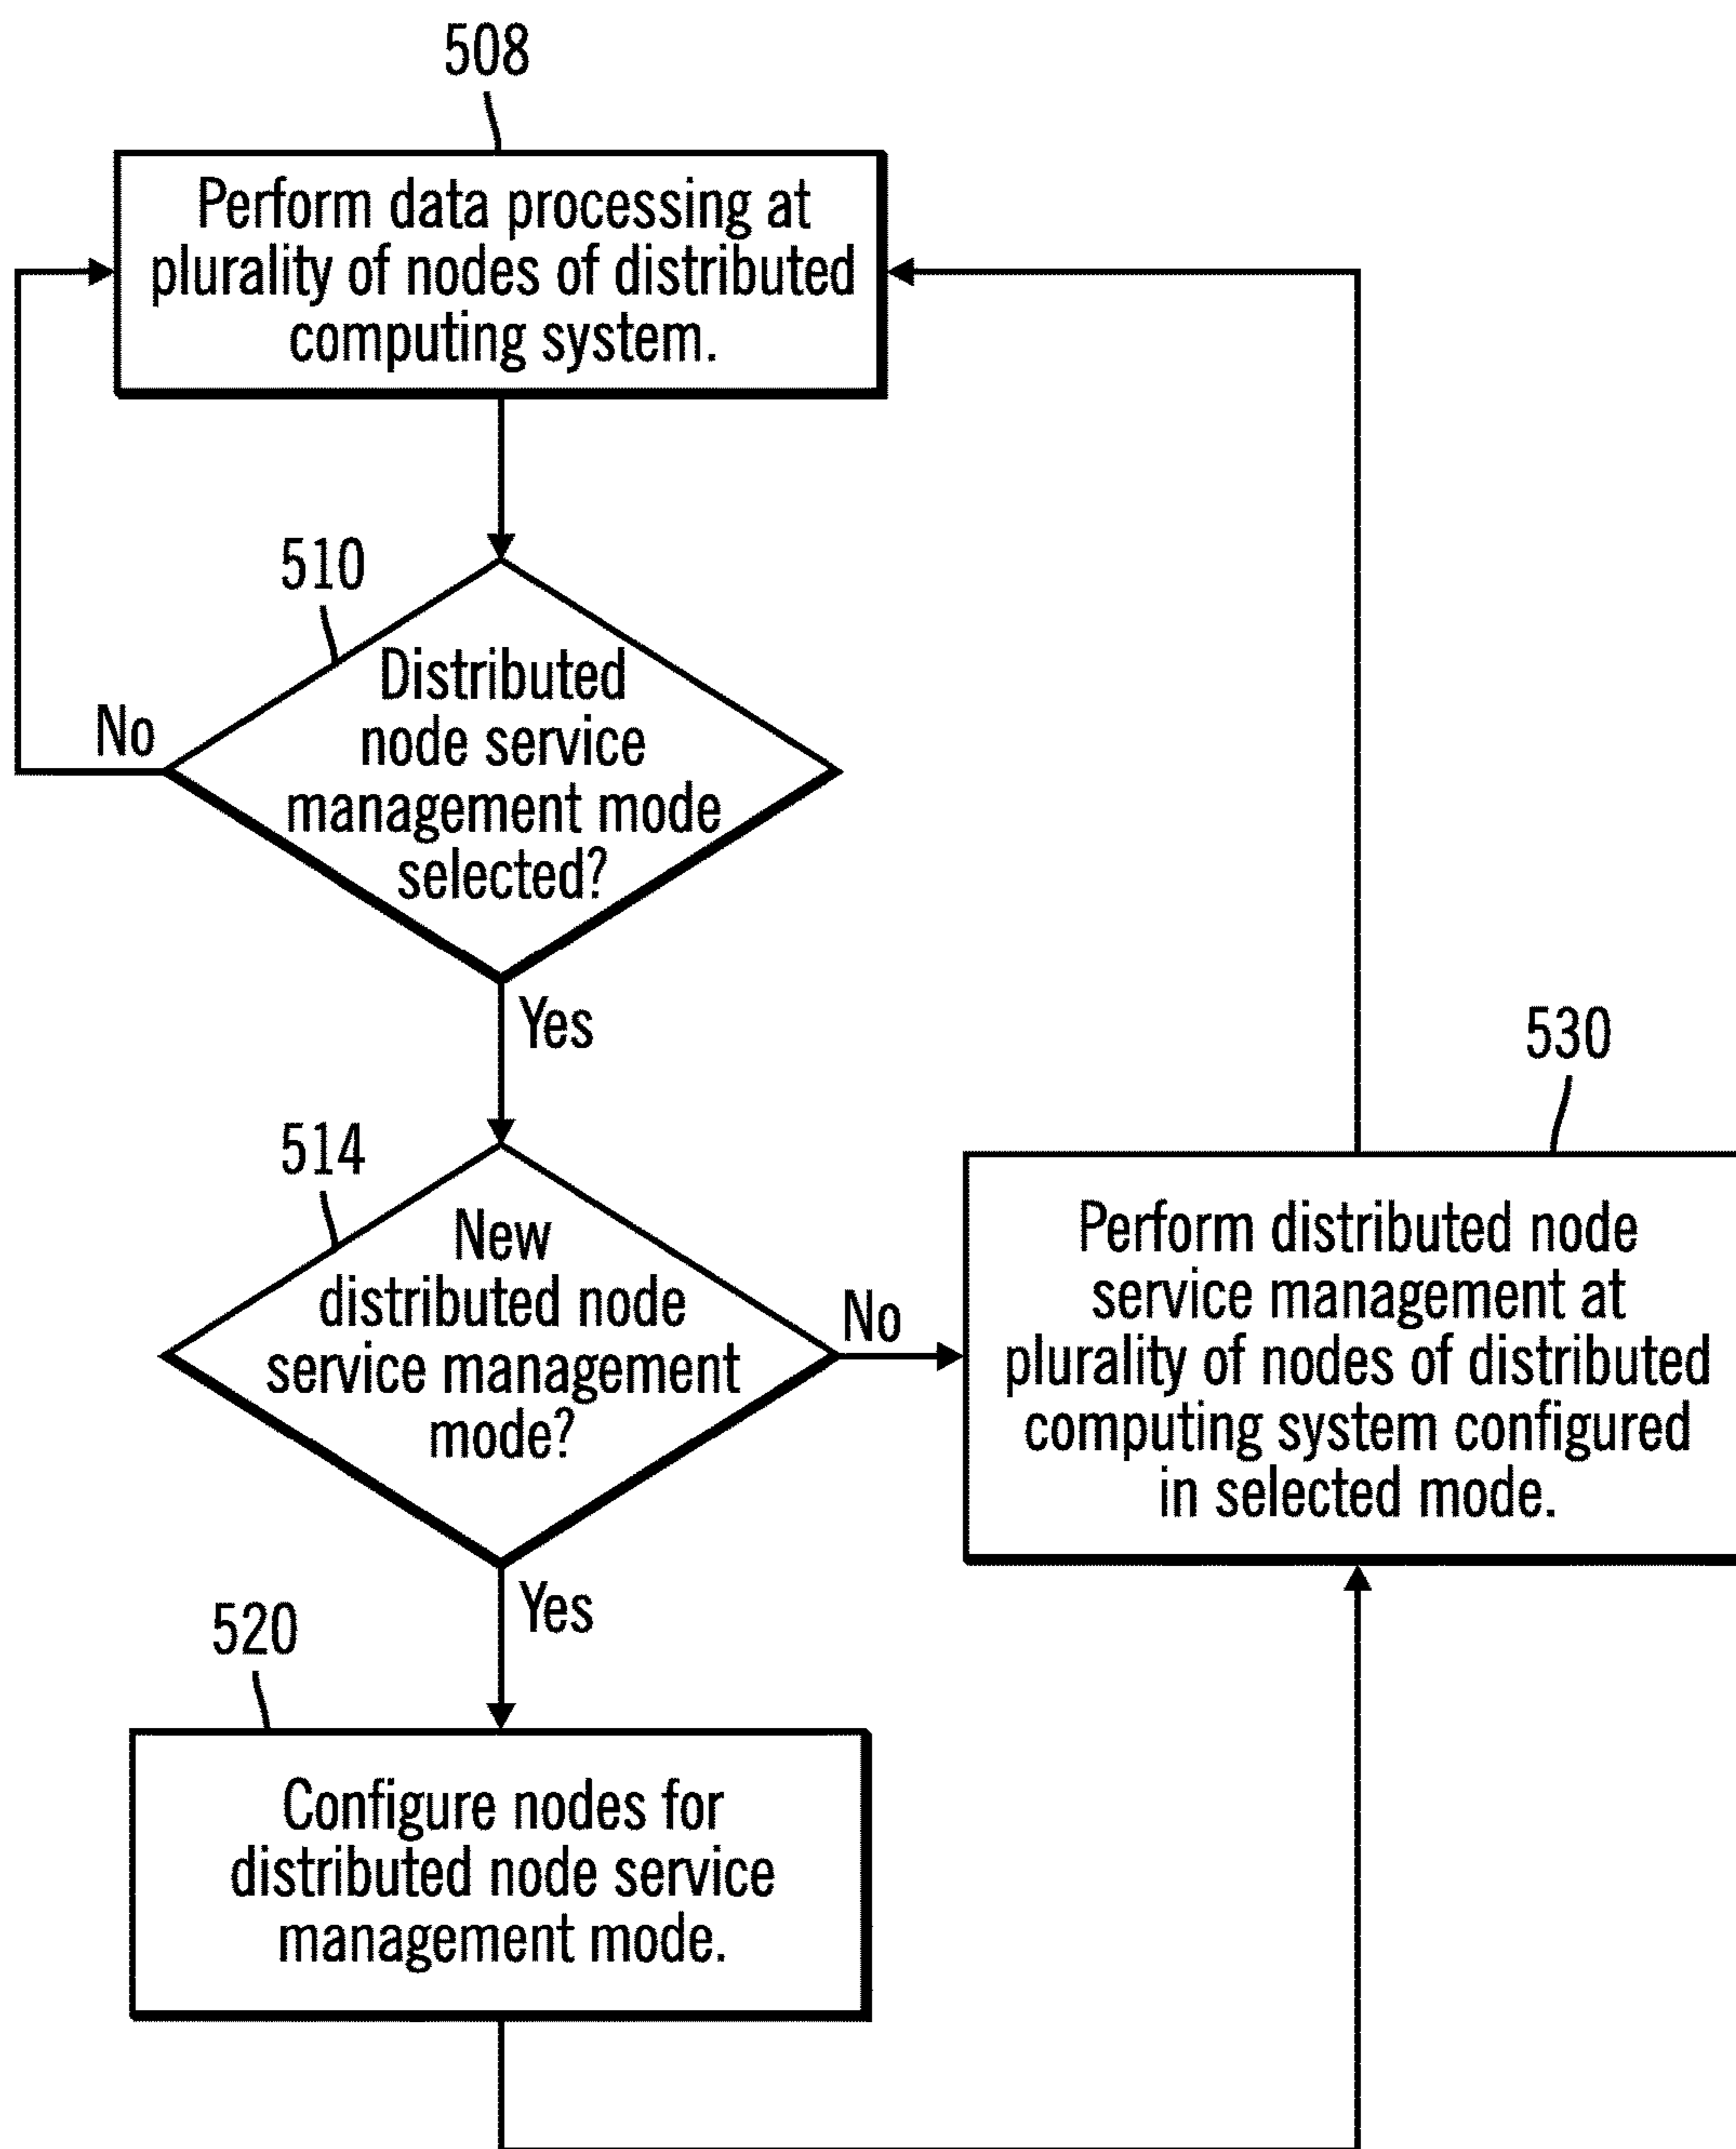 508
Perform data processing at
plurality of nodes of distributed
computing system.
510
Distributed
node service
management mode
selected?
No
Yes
514
New
distributed node
service management
mode?
No
530
Perform distributed node
service management at
plurality of nodes of distributed
computing system configured
in selected mode.
Yes
520
Configure nodes for
distributed node service
management mode.